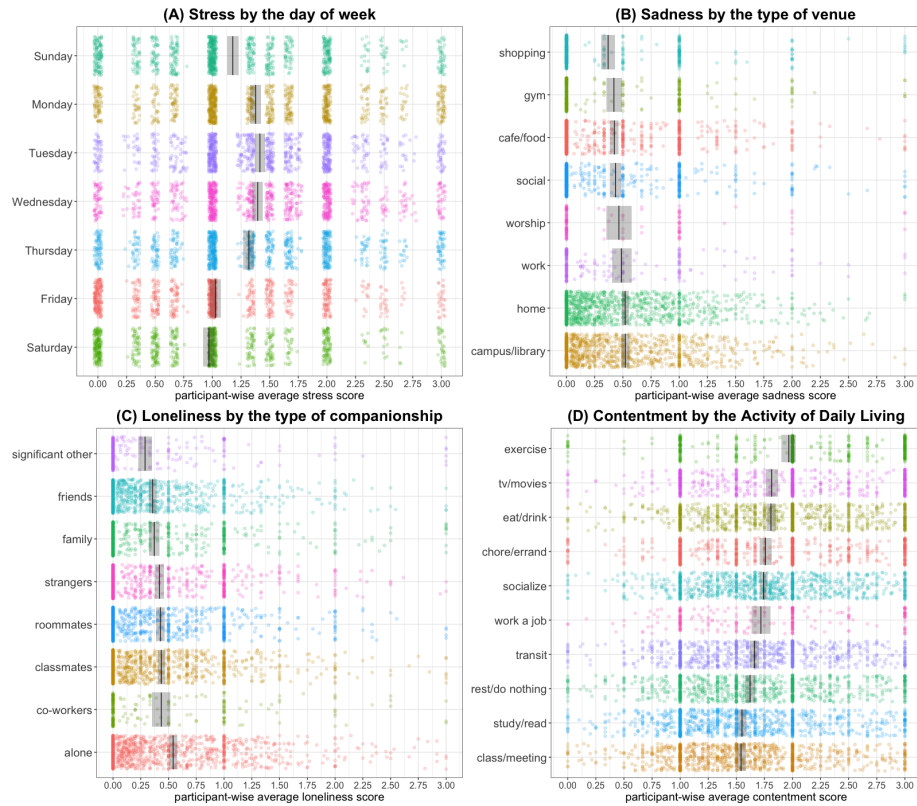 (A) Stress by the day of week
Sunday
Monday
Tuesday
Wednesday
Thursday
Friday
Saturday
0.00 0.25 0.50 0.75 1.00 1.25 1.50 1.75 2.00 2.25 2.50 2.75 3.00
participant-wise average stress score
(B) Sadness by the type of venue
shopping
gym
cafe/food
social
worship
work
home
campus/library
0.00 0.25 0.50 0.75 1.00 1.25 1.50 1.75 2.00 2.25 2.50 2.75 3.00
participant-wise average sadness score
(C) Loneliness by the type of companionship
significant other
friends
family
strangers
roommates
classmates
co-workers
alone
0.00 0.25 0.50 0.75 1.00 1.25 1.50 1.75 2.00 2.25 2.50 2.75 3.00
participant-wise average loneliness score
(D) Contentment by the Activity of Daily Living
exercise
tv/movies
eat/drink
chore/errand
socialize
work a job
transit
rest/do nothing
study/read
class/meeting
0.00 0.25 0.50 0.75 1.00 1.25 1.50 1.75 2.00 2.25 2.50 2.75 3.00
participant-wise average contentment score